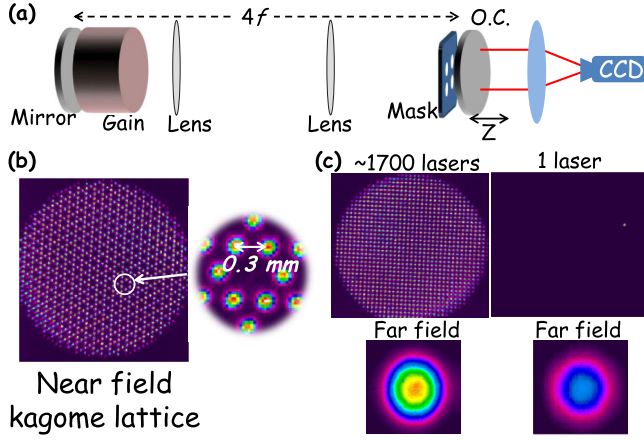 (a)
4f
O.C.
CCD
Mask
Z
Mirror
Gain
Lens
Lens
(b)
0.3 mm
Near field
kagome lattice
(c)
~1700 lasers
1 laser
Far field
Far field